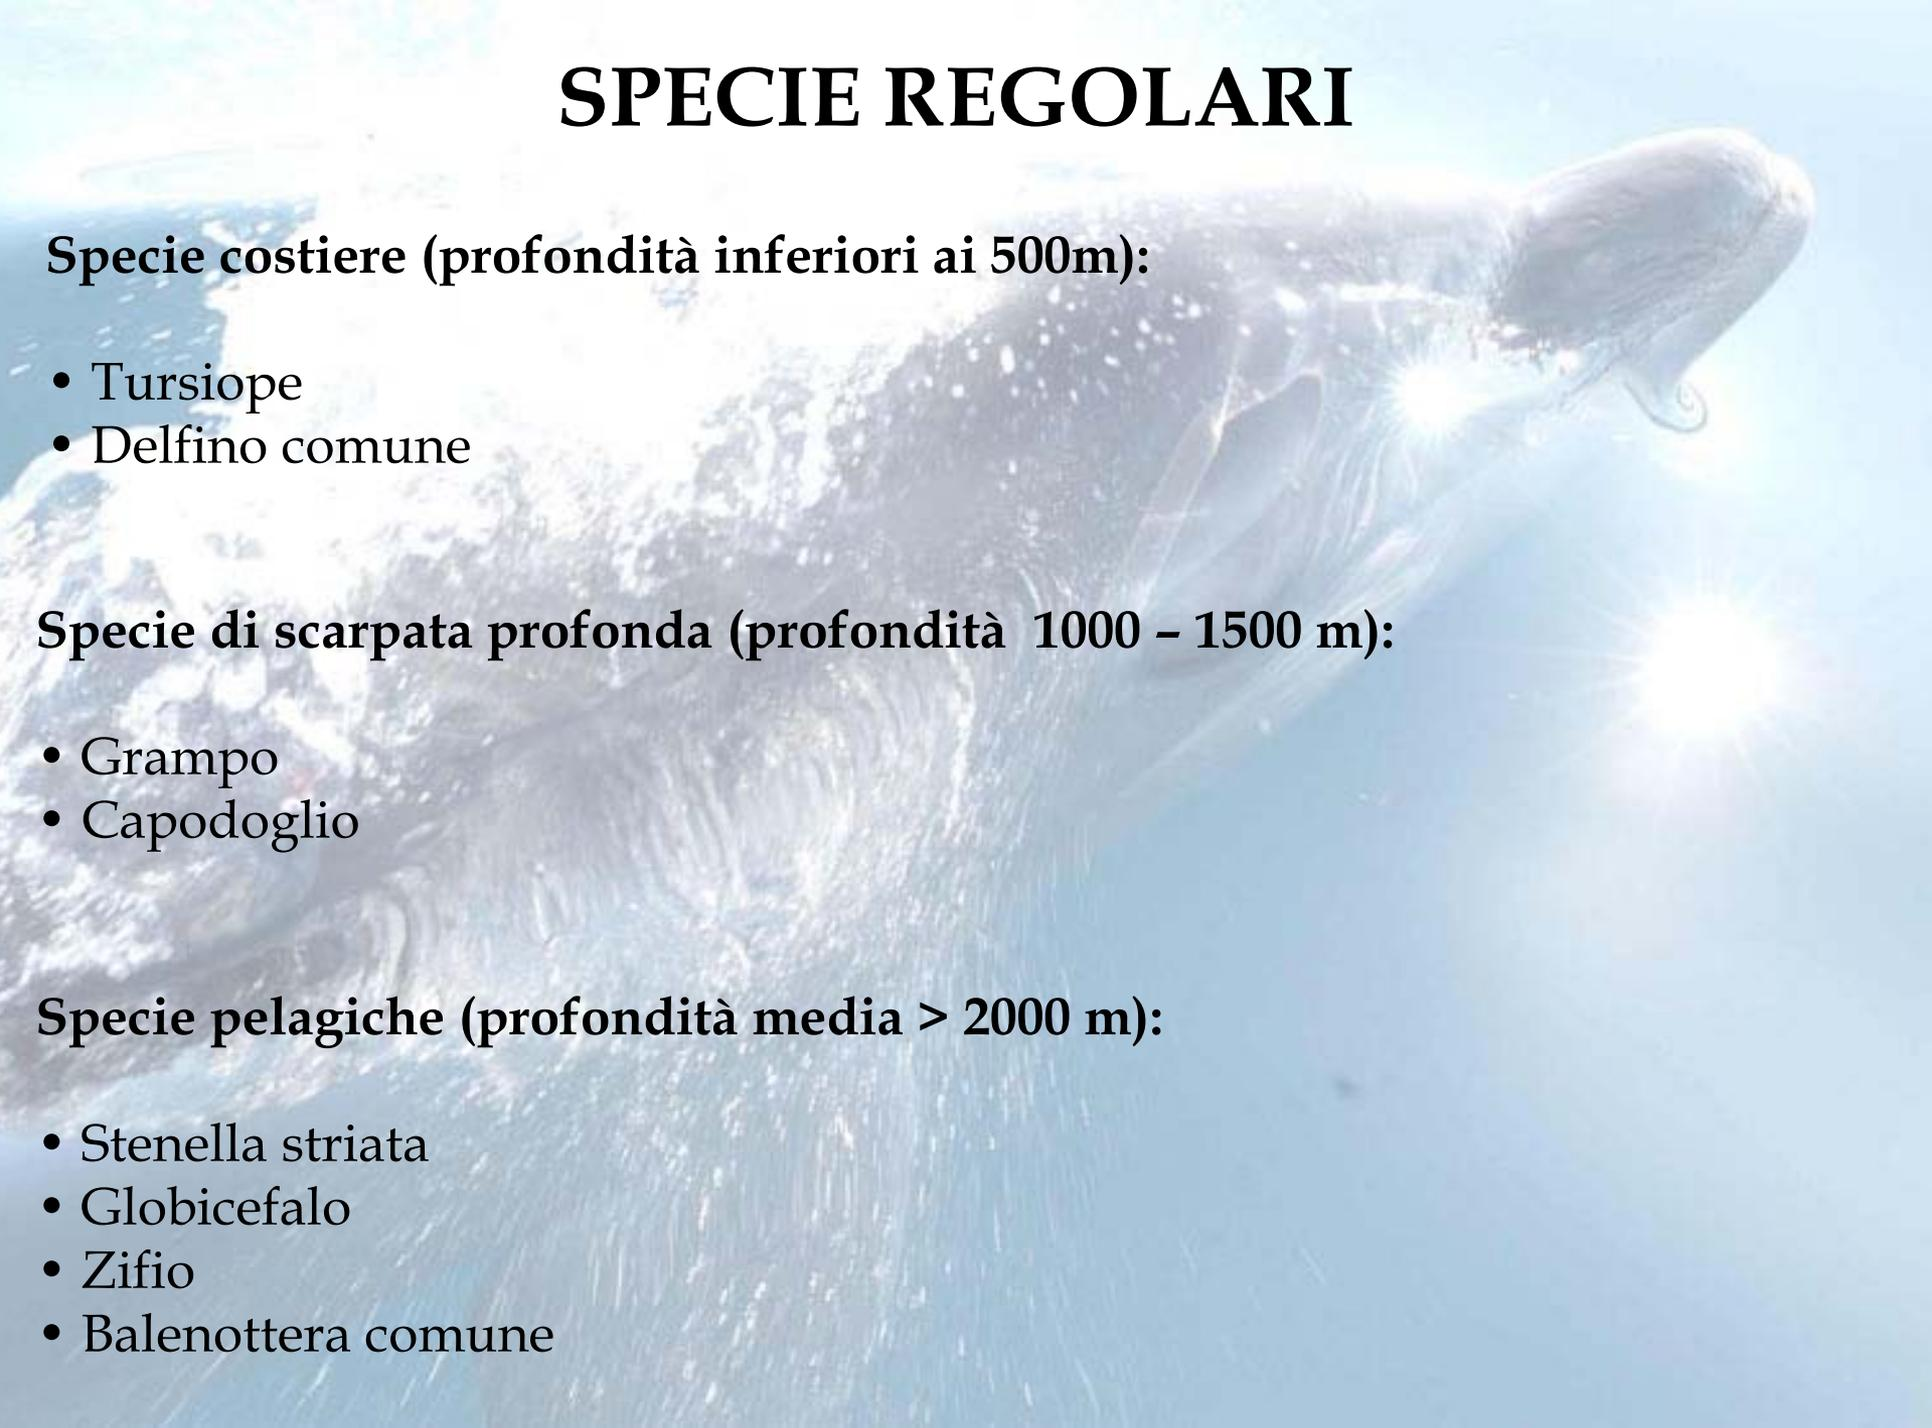 SPECIE REGOLARI
Specie costiere (profondità inferiori ai 500m):
• Tursiope
• Delfino comune
Specie di scarpata profonda (profondità  1000 – 1500 m):
• Grampo
• Capodoglio
Specie pelagiche (profondità media > 2000 m):
• Stenella striata
• Globicefalo
• Zifio
• Balenottera comune